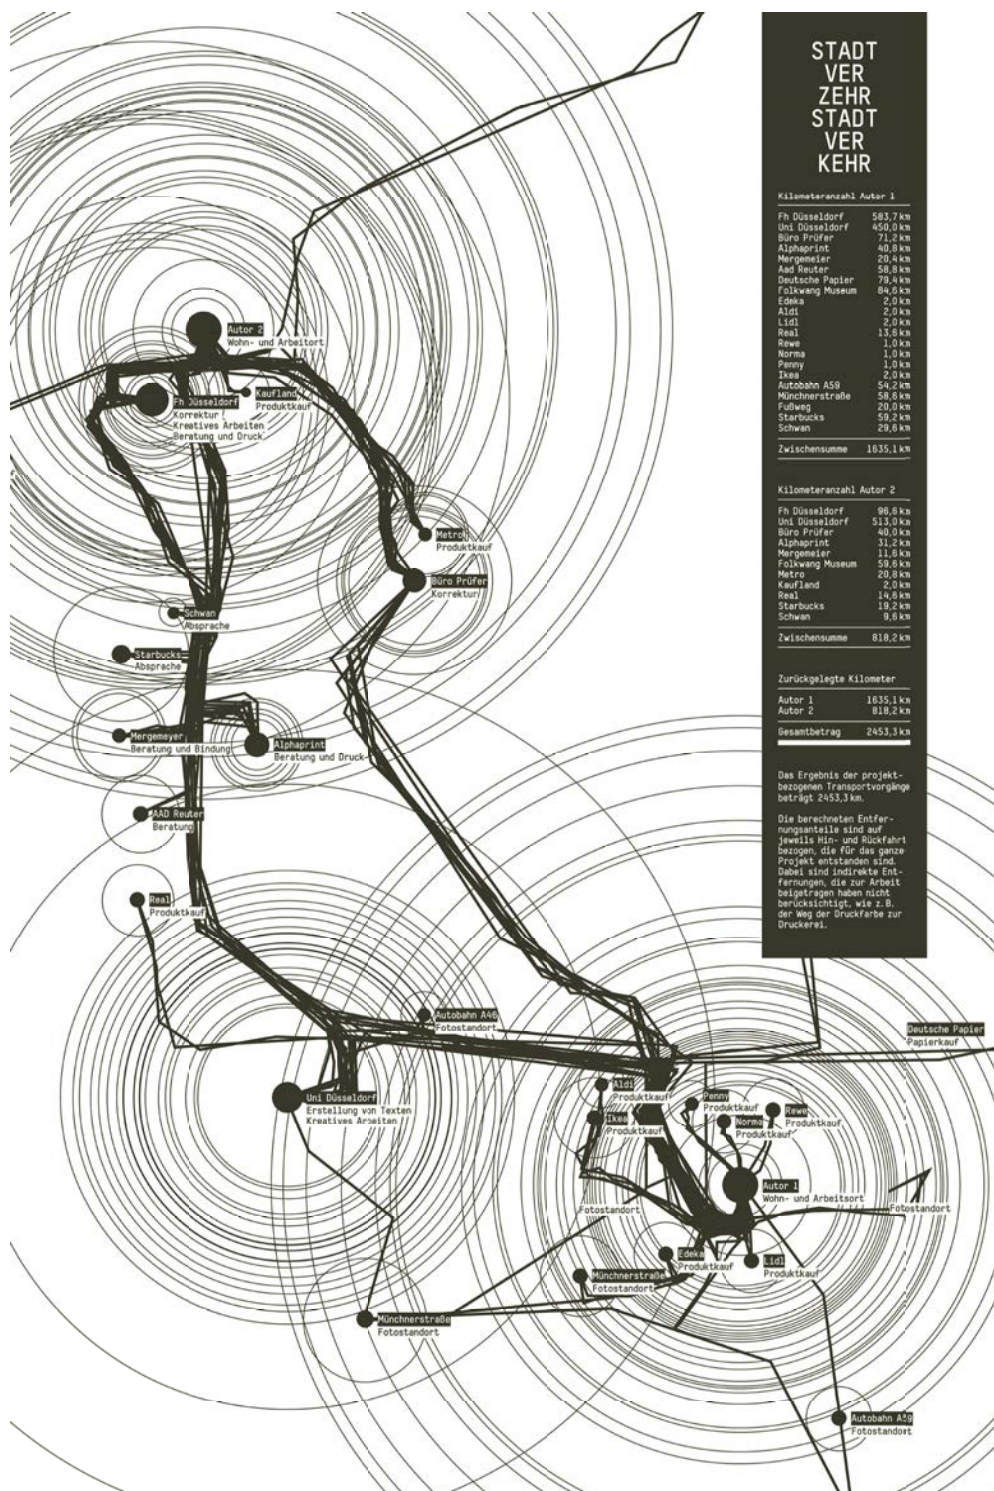 STADT
VER
ZEHR
STADT
VER
KEHR
Kilometeranzahl Autor 1
Fh Düsseldorf 583,7 km
Uni Düsseldorf 450,0 km
Büro Prüfer 71,2 km
Alphaprint 40,8 km
Mergemeier 20,4 km
Aad Reuter 58,8 km
Deutsche Papier 79,4 km
Folkwang Museum 84,6 km
Edeka 2,0 km
Aldi 2,0 km
Lidl 2,0 km
Real 13,6 km
Rewe 1,0 km
Norma 1,0 km
Penny 1,0 km
Ikea 2,0 km
Autobahn A59 54,2 km
Münchnerstraße 58,6 km
Fußweg 20,0 km
Starbucks 59,2 km
Schwan 29,6 km
Zwischensumme 1635,1 km
Kilometeranzahl Autor 2
Fh Düsseldorf 96,6 km
Uni Düsseldorf 513,0 km
Büro Prüfer 40,0 km
Alphaprint 31,2 km
Mergemeier 11,6 km
Folkwang Museum 59,6 km
Metro 20,8 km
Kaufland 2,0 km
Real 14,6 km
Starbucks 19,2 km
Schwan 9,6 km
Zwischensumme 818,2 km
Zurückgelegte Kilometer
Autor 1 1635,1 km
Autor 2 818,2 km
Gesamtbetrag 2453,3 km
Das Ergebnis der projekt-
bezogenen Transportvorgänge
beträgt 2453,3 km.
Die berechneten Entfer-
nungsanteile sind auf
jeweils Hin- und Rückfahrt
bezogen, die für das ganze
Projekt entstanden sind.
Dabei sind indirekte Ent-
fernungen, die zur Arbeit
beigetragen haben nicht
berücksichtigt, wie z.B.
der Weg der Druckfarbe zur
Druckerei.
Autor 2
Wohn- und Arbeitort
Kaufland
Produktkauf
Fh Düsseldorf
Korrektur
Kreatives Arbeiten
Beratung und Druck
Metro
Produktkauf
Büro Prüfer
Korrektur
Schwan
Absprache
Starbucks
Absprache
Mergemeyer
Beratung und Bindung
Alphaprint
Beratung und Druck
AAD Reuter
Beratung
Real
Produktkauf
Autobahn A46
Fotostandort
Deutsche Papier
Papierkauf
Uni Düsseldorf
Erstellung von Texten
Kreatives Arbeiten
Aldi
Produktkauf
Penny
Produktkauf
Rewe
Produktkauf
Ikea
Produktkauf
Norma
Produktkauf
Autor 1
Wohn- und Arbeitsort
Fotostandort
Fotostandort
Edeka
Produktkauf
Lidl
Produktkauf
Münchnerstraße
Fotostandort
Münchnerstraße
Fotostandort
Autobahn A59
Fotostandort